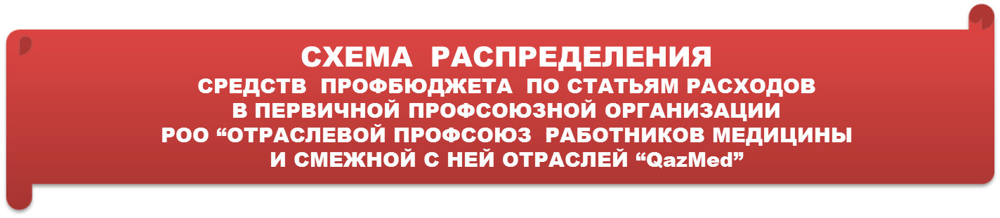 СХЕМА РАСПРЕДЕЛЕНИЯ
СРЕДСТВ ПРОФБЮДЖЕТА ПО СТАТЬЯМ РАСХОДОВ
В ПЕРВИЧНОЙ ПРОФСОЮЗНОЙ ОРГАНИЗАЦИИ
РОО “ОТРАСЛЕВОЙ ПРОФСОЮЗ РАБОТНИКОВ МЕДИЦИНЫ
И СМЕЖНОЙ С НЕЙ ОТРАСЛЕЙ “QazMed”